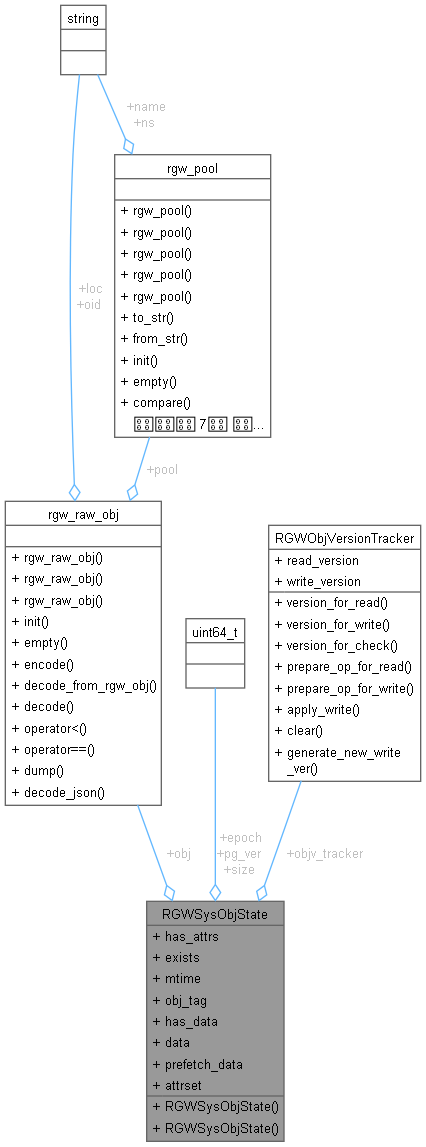 string
+name
+ns
rgw_pool
+ rgw_pool()
+ rgw_pool()
+ rgw_pool()
+ rgw_pool()
+ rgw_pool()
+ to_str()
+ from_str()
+ init()
+ empty()
+ compare()
7 ...
+loc
+oid
+pool
rgw_raw_obj
+ rgw_raw_obj()
+ rgw_raw_obj()
+ rgw_raw_obj()
+ init()
+ empty()
+ encode()
+ decode_from_rgw_obj()
+ decode()
+ operator<()
+ operator==()
+ dump()
+ decode_json()
uint64_t
RGWObjVersionTracker
+ read_version
+ write_version
+ version_for_read()
+ version_for_write()
+ version_for_check()
+ prepare_op_for_read()
+ prepare_op_for_write()
+ apply_write()
+ clear()
+ generate_new_write
_ver()
+obj
+epoch
+pg_ver
+size
+objv_tracker
RGWSysObjState
+ has_attrs
+ exists
+ mtime
+ obj_tag
+ has_data
+ data
+ prefetch_data
+ attrset
+ RGWSysObjState()
+ RGWSysObjState()